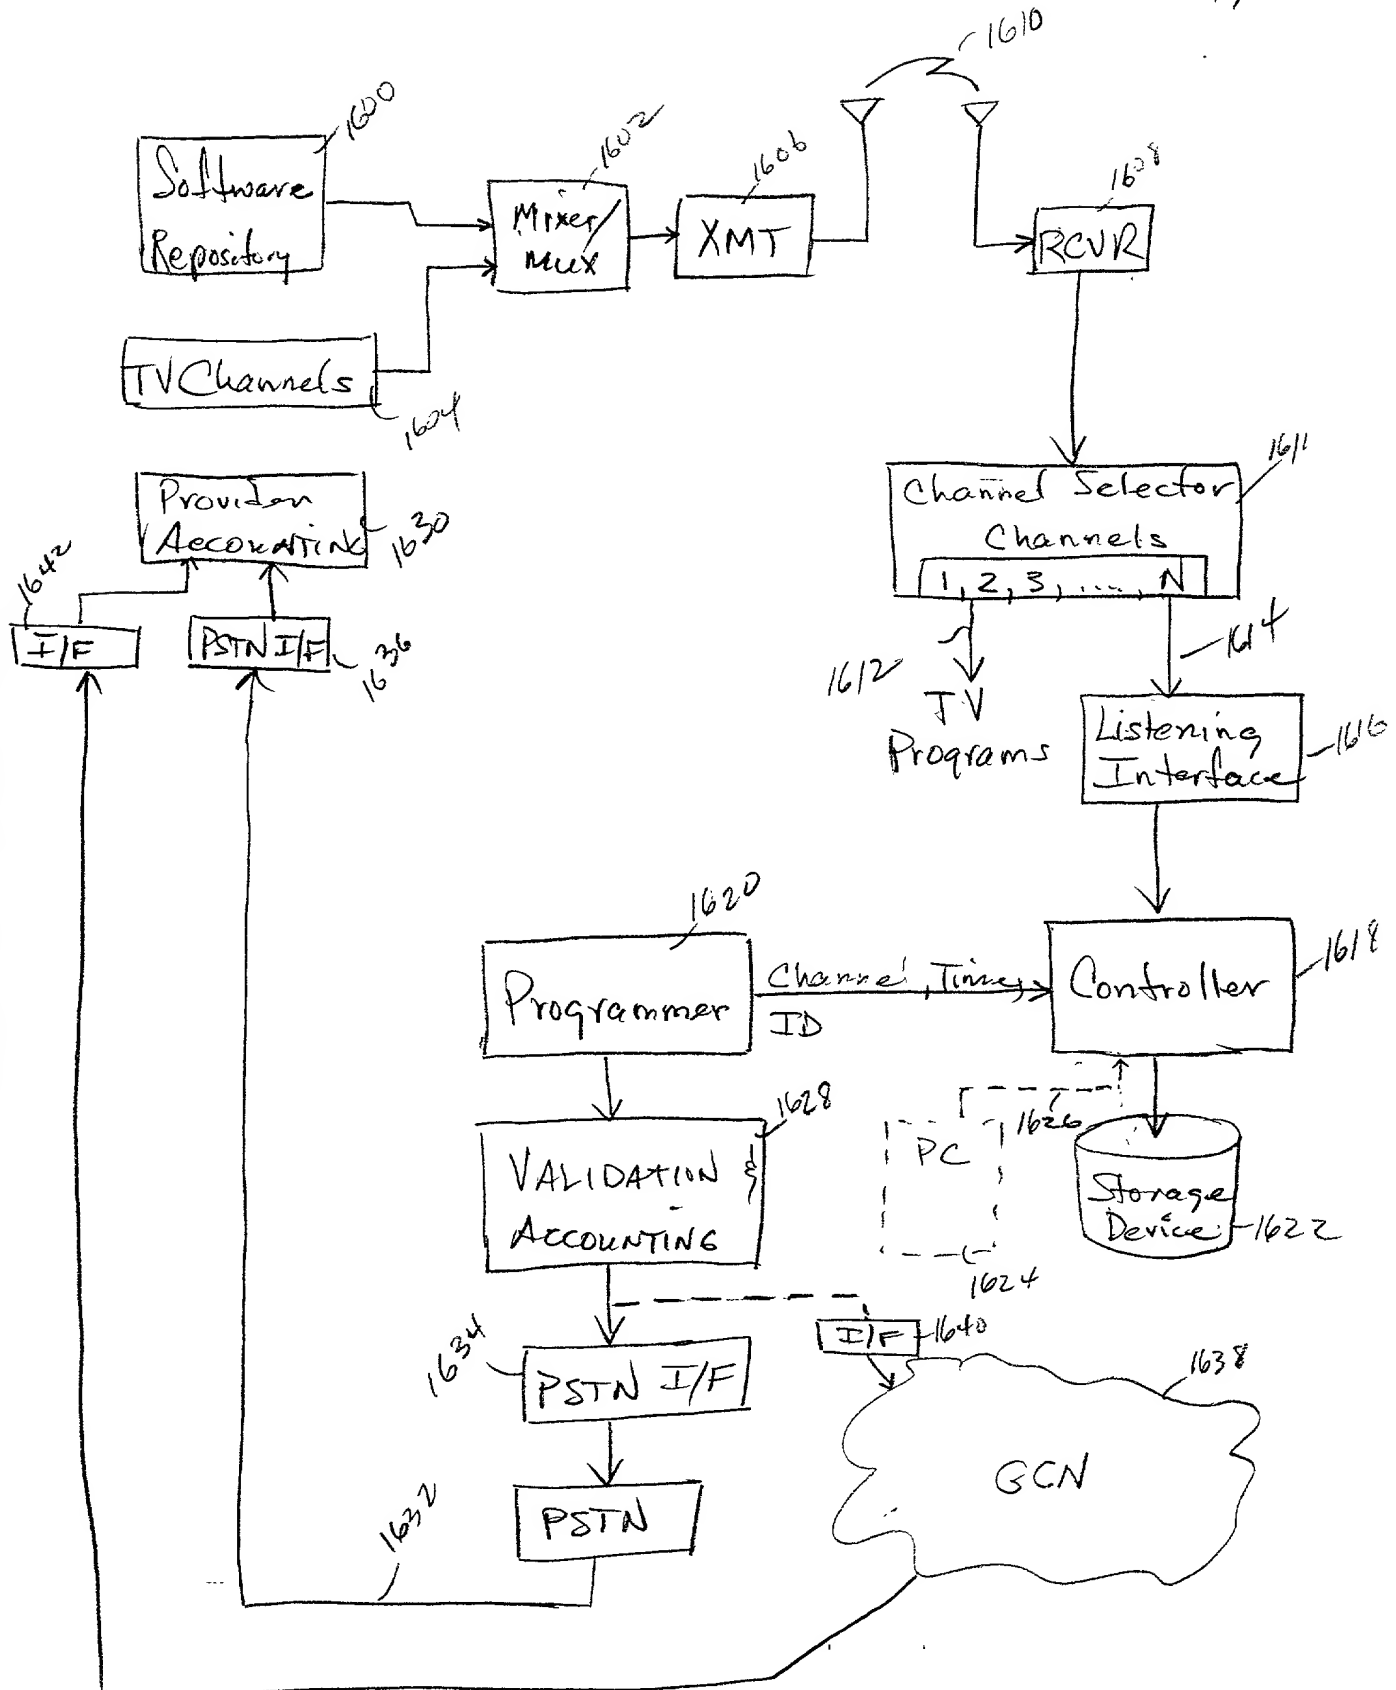 1610
1600
Software
Repository
1602
Mixer/
Mux
1606
XMT
1608
RCVR
TV Channels
1604
1611
Channel Selector
Channels
1, 2, 3, ...., N
Provider
Accounting
1630
1642
I/F
PSTN I/F
1636
1612
TV
Programs
1614
Listening
Interface
1616
1620
Programmer
Channel, Time,
ID
Controller
1618
1628
VALIDATION &
ACCOUNTING
PC
1626
1624
Storage
Device
1622
1634
PSTN I/F
I/F
1640
1638
GCN
PSTN
1632